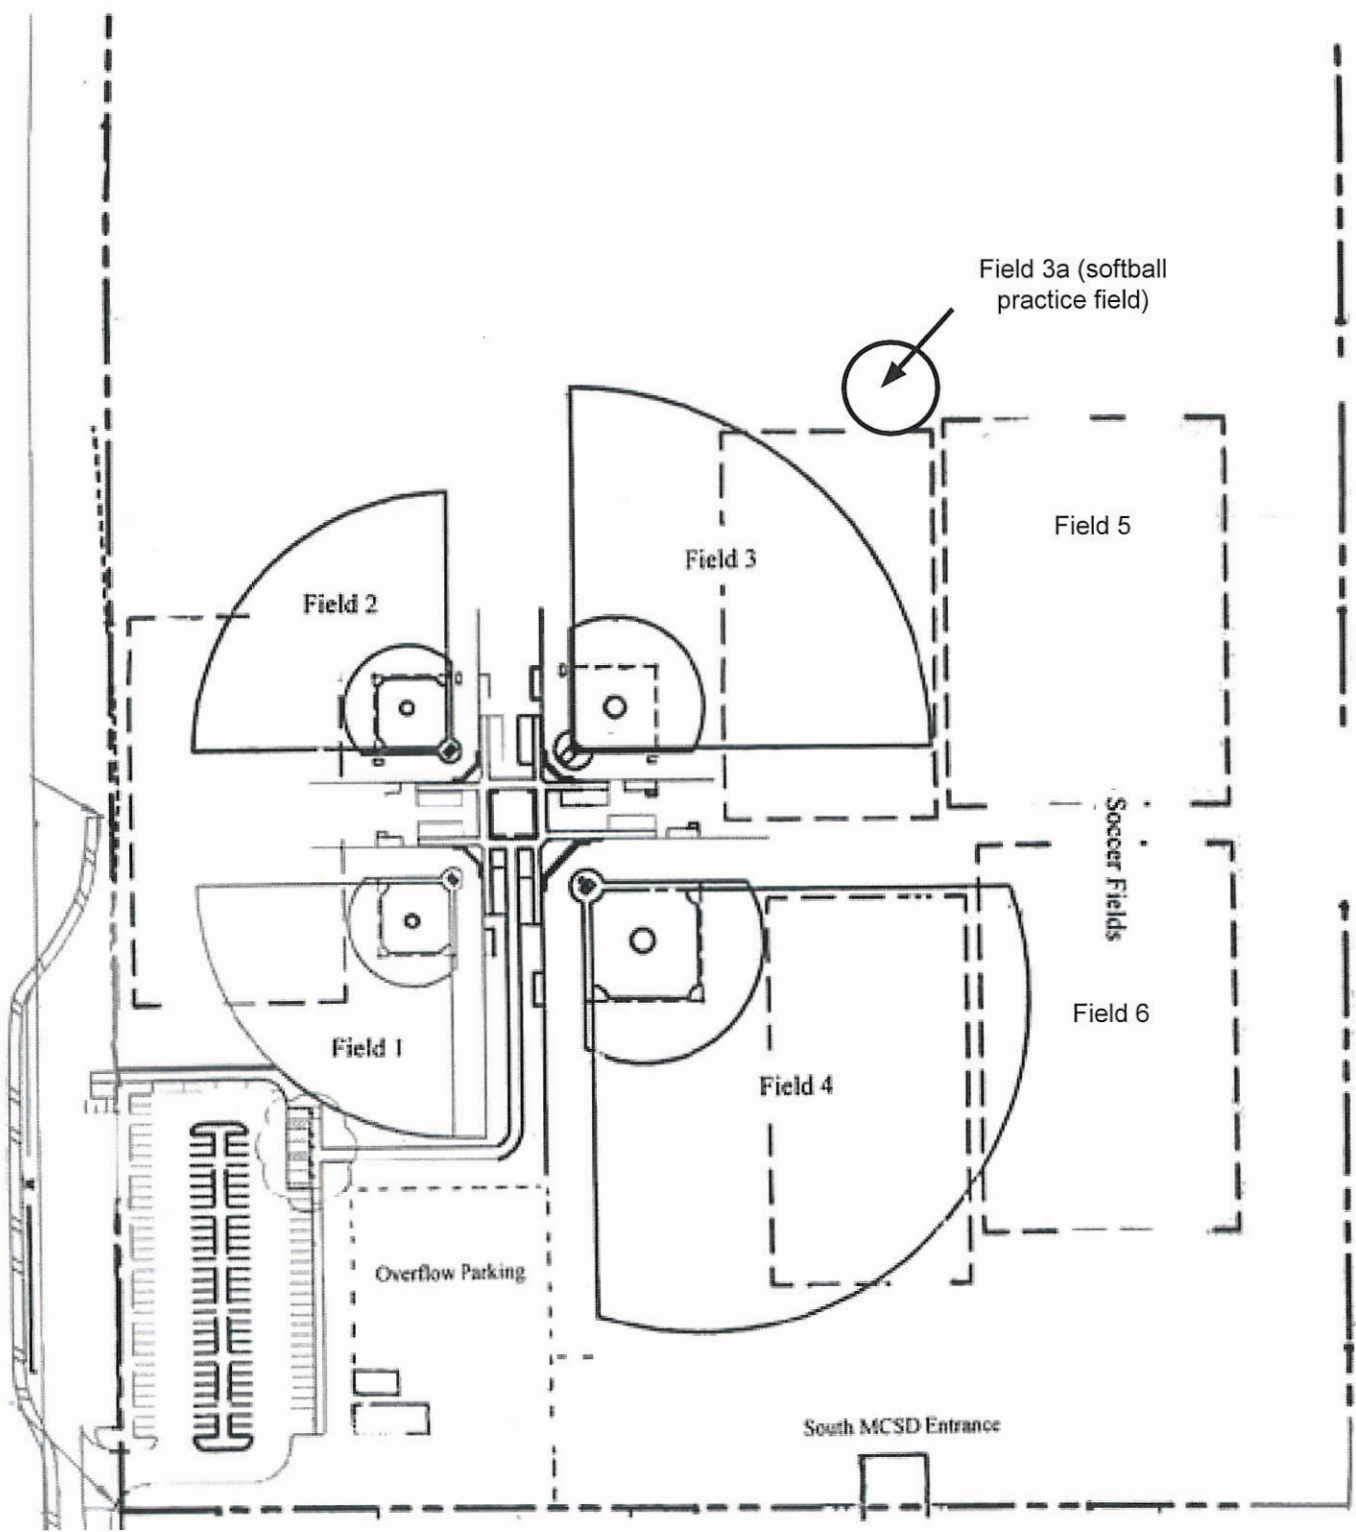 Field 3a (softball
practice field)
Field 5
Field 3
Field 2
Soccer Fields
Field 6
Field 1
Field 4
Overflow Parking
South MCSD Entrance